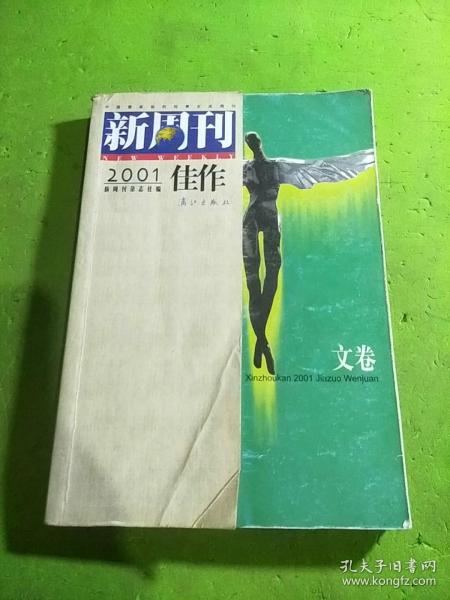 新周刊
NEW WEEKLY
2001 佳作
新周刊杂志社编
漓江出版社
文卷
Xinzhoukan 2001 Jiazuo Wenjuan
孔夫子旧书网
www.kongfz.com